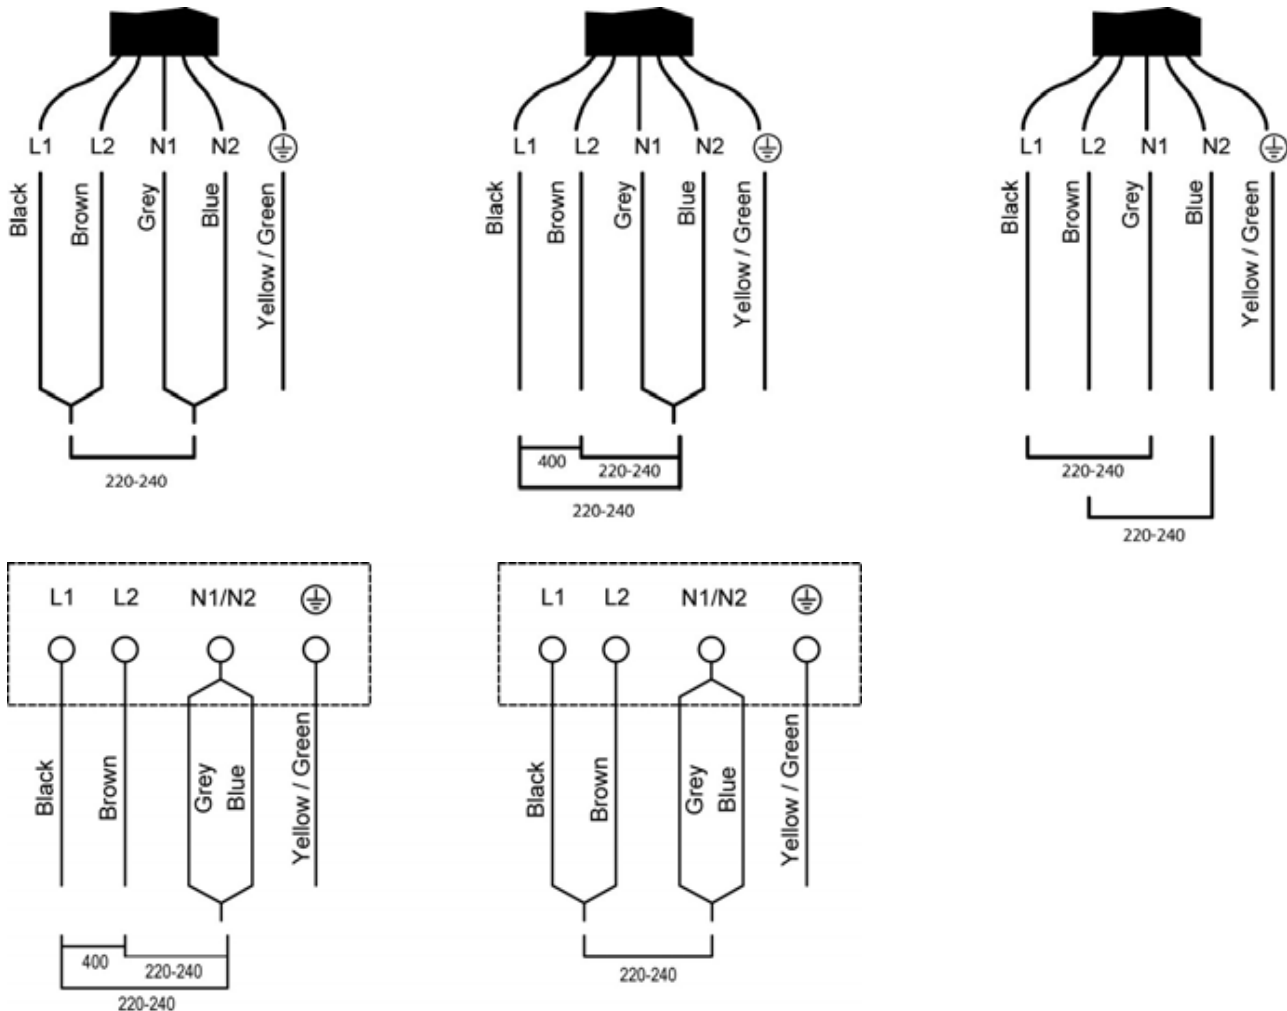 L1 L2 N1 N2
Black
Brown
Grey
Blue
Yellow / Green
220-240
L1 L2 N1 N2
Black
Brown
Grey
Blue
Yellow / Green
400
220-240
220-240
L1 L2 N1 N2
Black
Brown
Grey
Blue
Yellow / Green
220-240
220-240
L1 L2 N1/N2
Black
Brown
Grey
Blue
Yellow / Green
400
220-240
220-240
L1 L2 N1/N2
Black
Brown
Grey
Blue
Yellow / Green
220-240